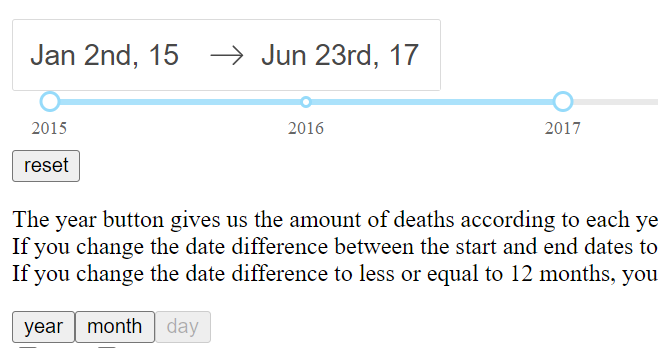 Jan 2nd, 15 → Jun 23rd, 17
2015 2016 2017
reset
The year button gives us the amount of deaths according to each ye
If you change the date difference between the start and end dates to
If you change the date difference to less or equal to 12 months, you
year month day